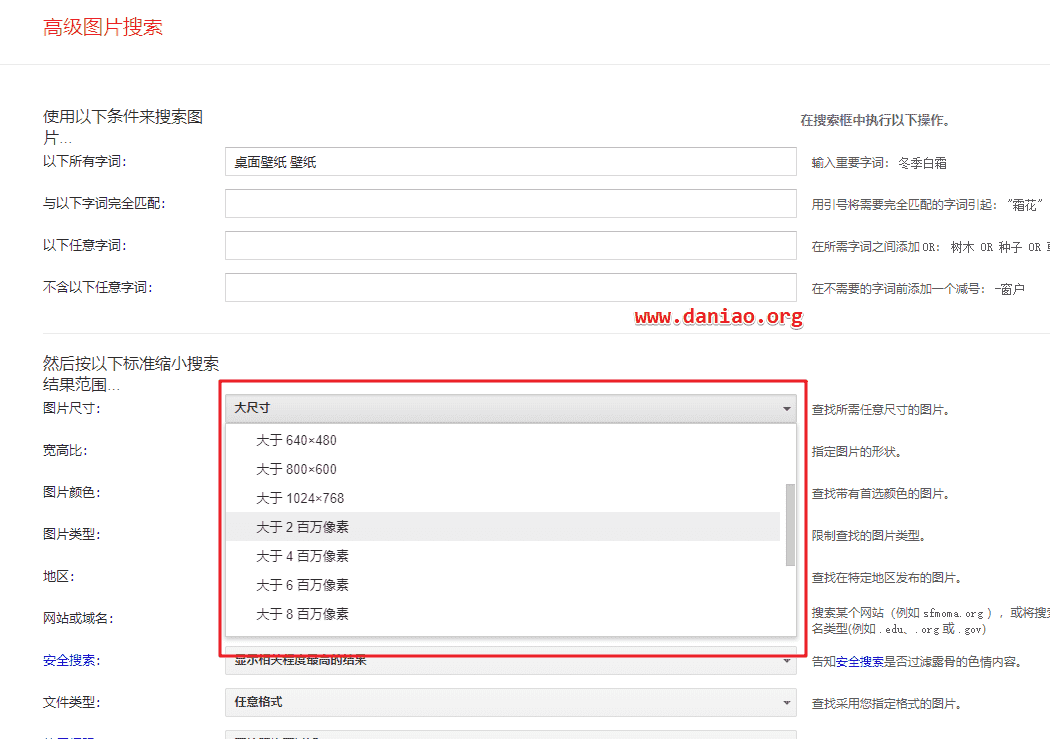 高级图片搜索
使用以下条件来搜索图
片...
在搜索框中执行以下操作。
以下所有字词:
桌面壁纸 壁纸
输入重要字词: 冬季白霜
与以下字词完全匹配:
用引号将需要完全匹配的字词引起: "霜花"
以下任意字词:
在所需字词之间添加OR: 树木 OR 种子 OR
不含以下任意字词:
在不需要的字词前添加一个减号: -窗户
www.daniao.org
然后按以下标准缩小搜索
结果范围...
图片尺寸:
大尺寸
查找所需任意尺寸的图片。
大于 640×480
宽高比:
指定图片的形状。
大于 800×600
图片颜色:
大于 1024×768
查找带有首选颜色的图片。
大于 2 百万像素
图片类型:
限制查找的图片类型。
大于 4 百万像素
地区:
大于 6 百万像素
查找在特定地区发布的图片。
网站或域名:
大于 8 百万像素
搜索某个网站（例如 sfmoma.org ），或将搜
名类型(例如 .edu、.org 或 .gov)
安全搜索:
显示相关程度最高的结果
告知安全搜索是否过滤露骨的色情内容。
文件类型:
任意格式
查找采用您指定格式的图片。